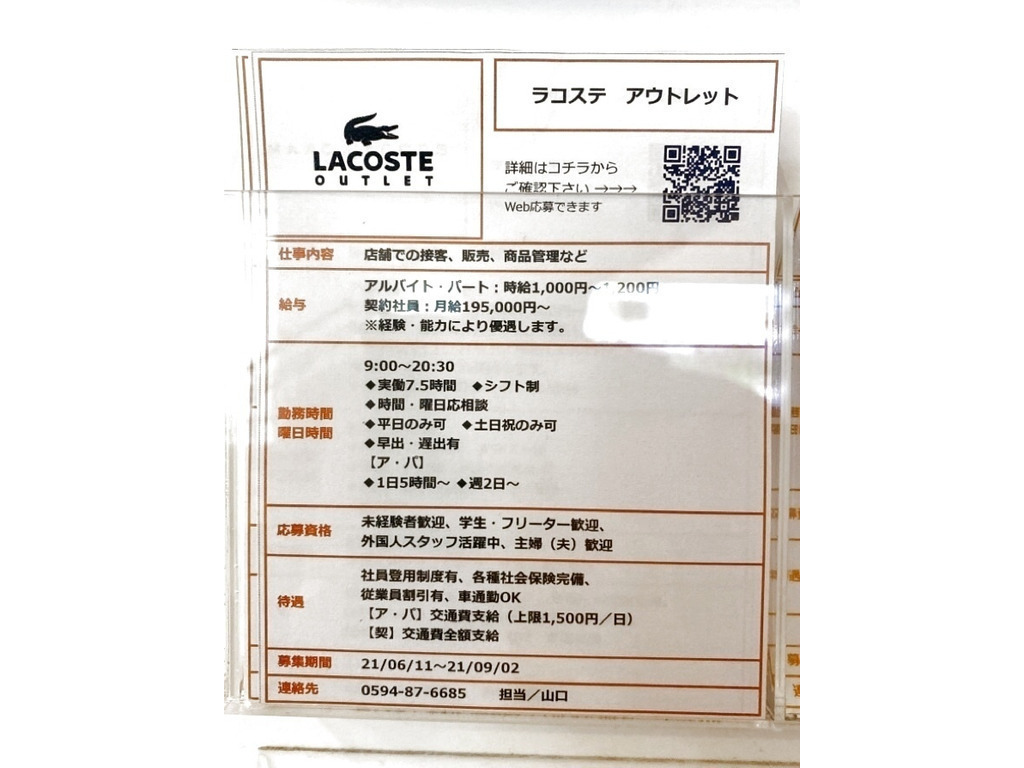 LACOSTE
OUTLET
ラコステ アウトレット
詳細はコチラから
ご確認下さい →→→
Web応募できます
仕事内容 店舗での接客、販売、商品管理など
給与
アルバイト・パート：時給1,000円～1,200円
契約社員：月給195,000円～
※経験・能力により優遇します。
勤務時間
曜日時間
9:00～20:30
◆実働7.5時間 ◆シフト制
◆時間・曜日応相談
◆平日のみ可 ◆土日祝のみ可
◆早出・遅出有
【ア・パ】
◆1日5時間～ ◆週2日～
応募資格
未経験者歓迎、学生・フリーター歓迎、
外国人スタッフ活躍中、主婦（夫）歓迎
待遇
社員登用制度有、各種社会保険完備、
従業員割引有、車通勤OK
【ア・パ】交通費支給（上限1,500円／日）
【契】交通費全額支給
募集期間 21/06/11～21/09/02
連絡先 0594-87-6685 担当／山口